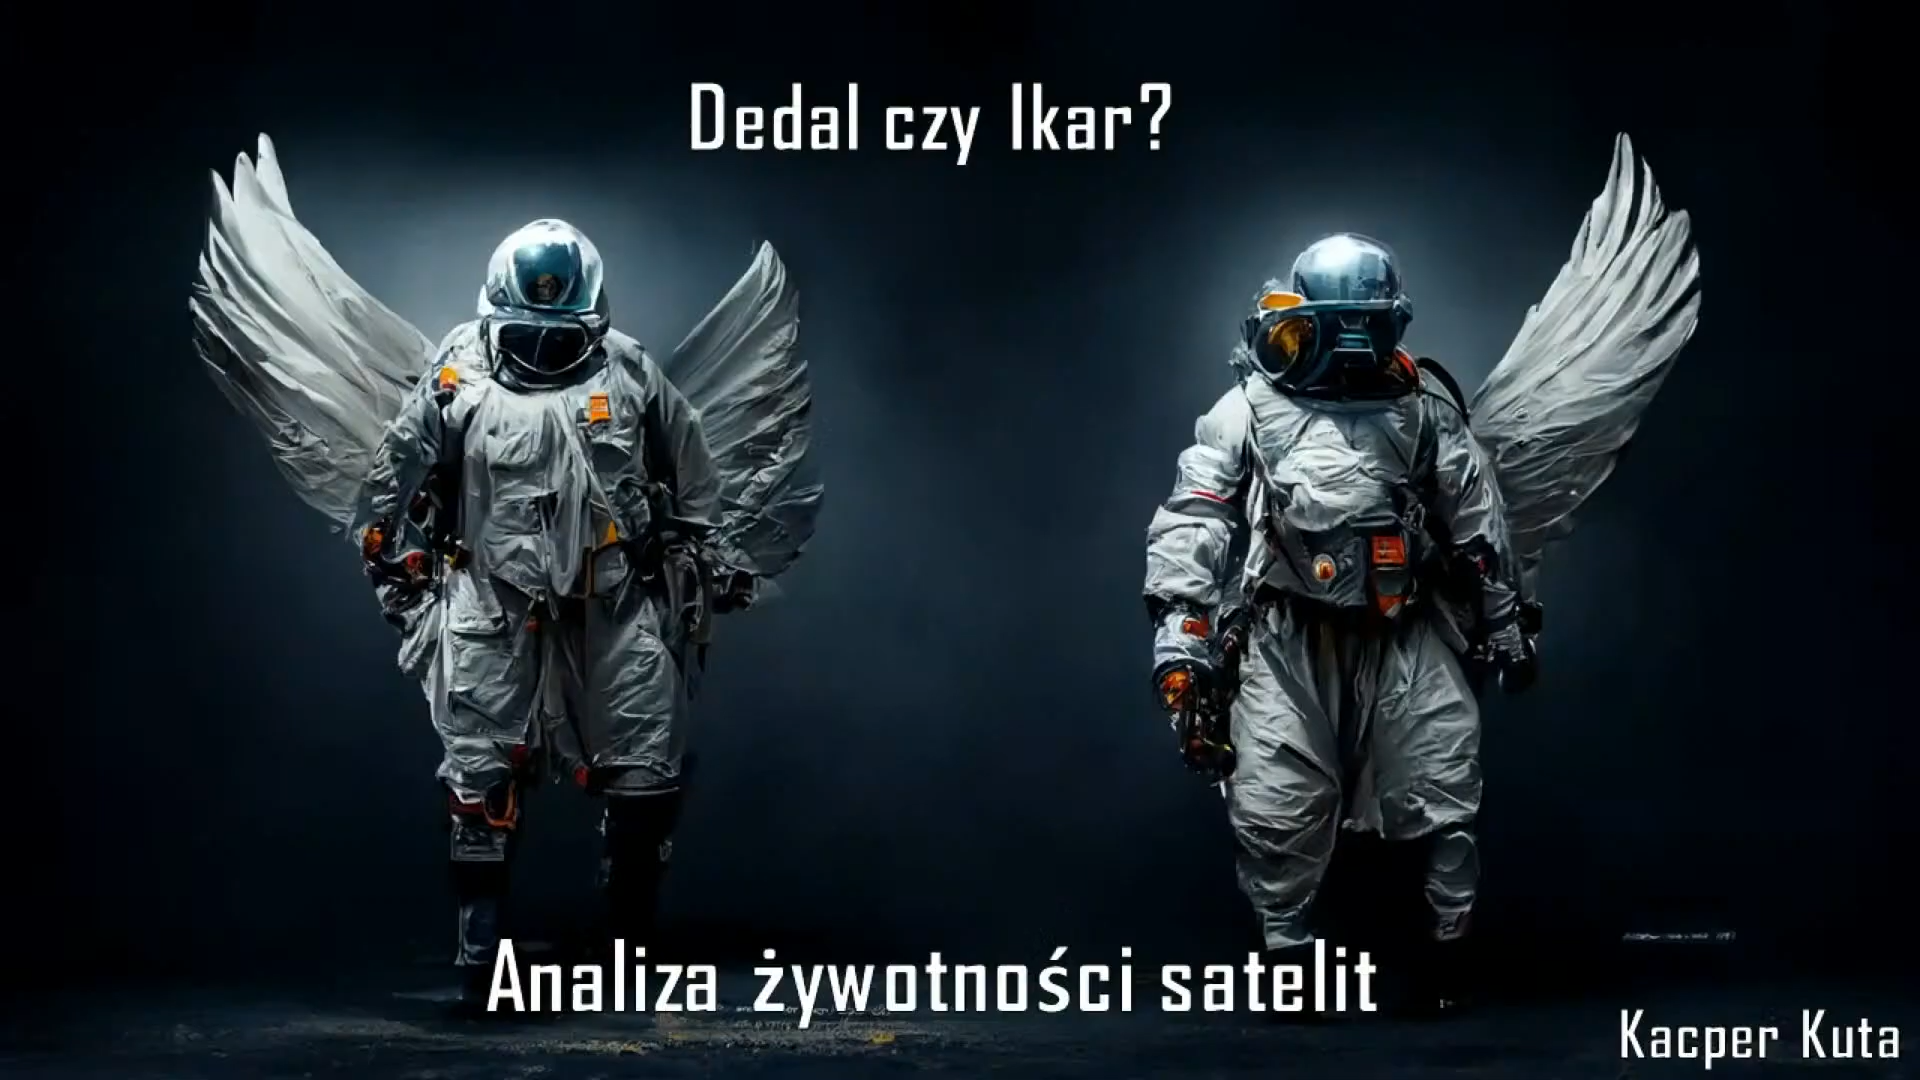 Dedal czy Ikar?
Analiza żywotności satelit
Kacper Kuta